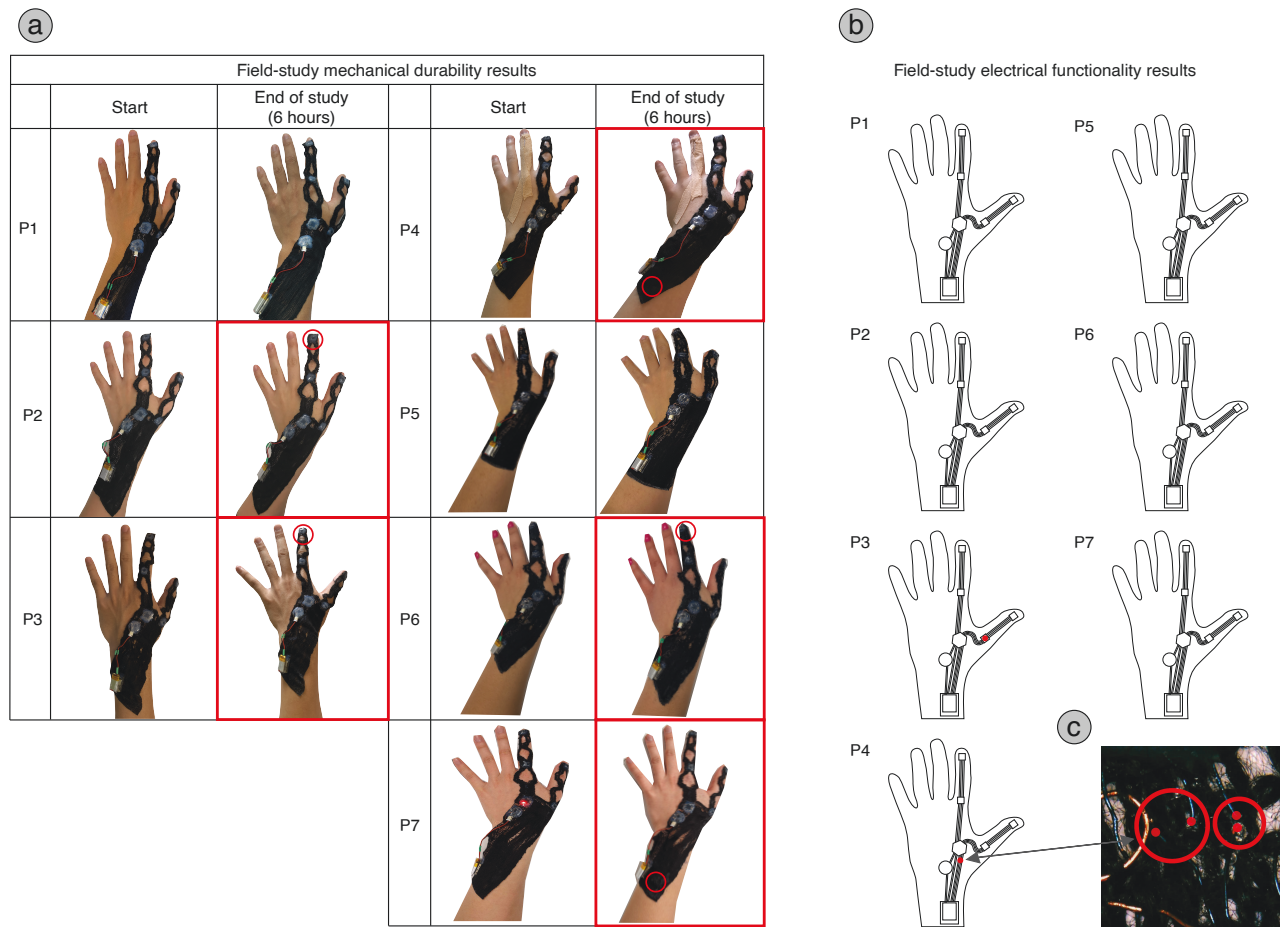 a
Field-study mechanical durability results
Start
End of study
(6 hours)
Start
End of study
(6 hours)
P1
P4
P2
P5
P3
P6
P7
b
Field-study electrical functionality results
P1
P5
P2
P6
P3
P7
P4
c